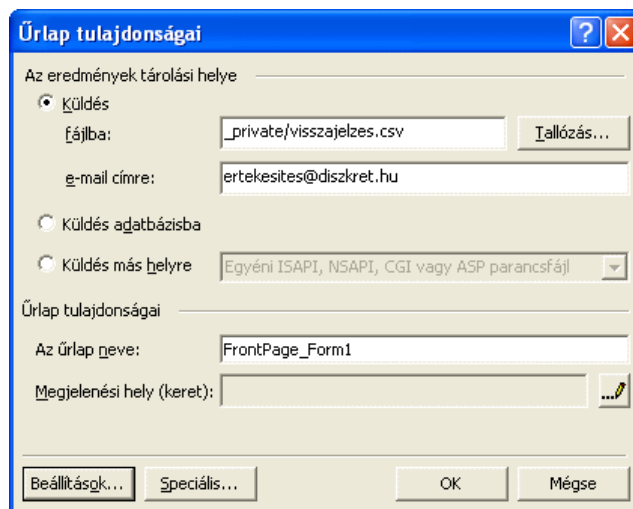 Űrlap tulajdonságai
Az eredmények tárolási helye
Küldés
fájlba: _private/visszajelzes.csv Tallózás...
e-mail címre: ertekesites@diszkret.hu
Küldés adatbázisba
Küldés más helyre Egyéni ISAPI, NSAPI, CGI vagy ASP parancsfájl
Űrlap tulajdonságai
Az űrlap neve: FrontPage_Form1
Megjelenési hely (keret): ...
Beállítások... Speciális... OK Mégse